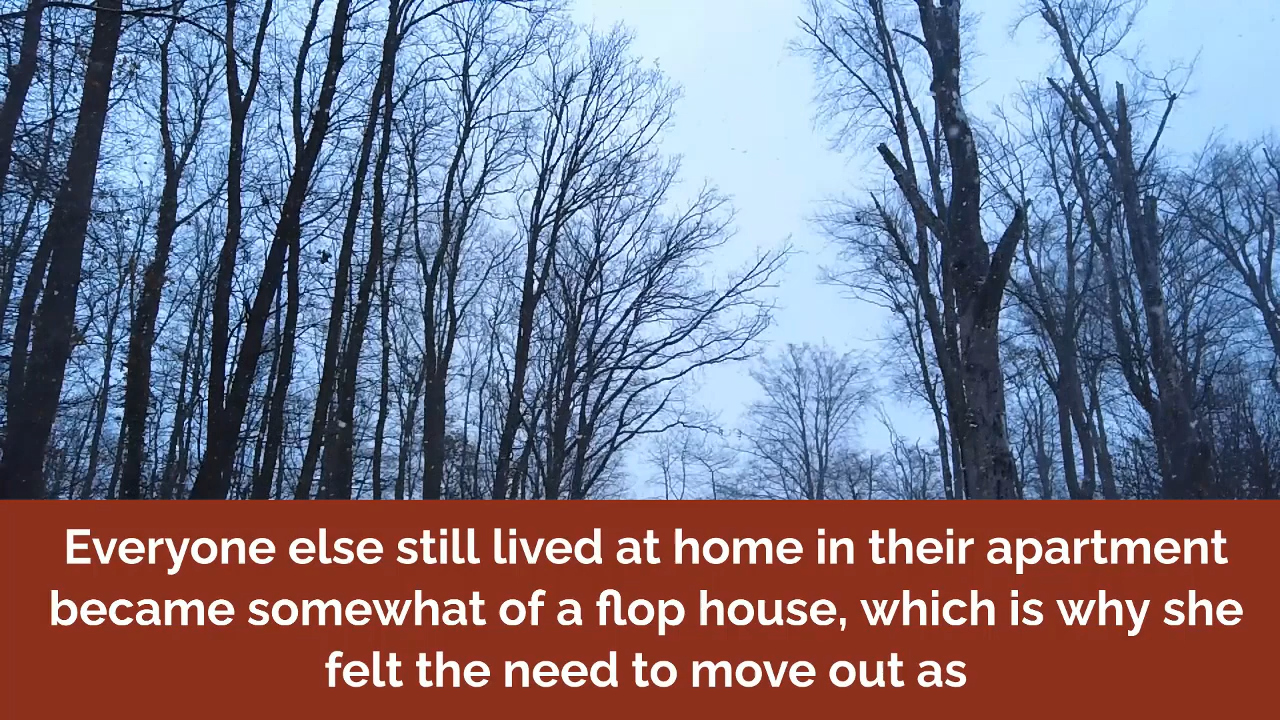 Everyone else still lived at home in their apartment
became somewhat of a flop house, which is why she
felt the need to move out as